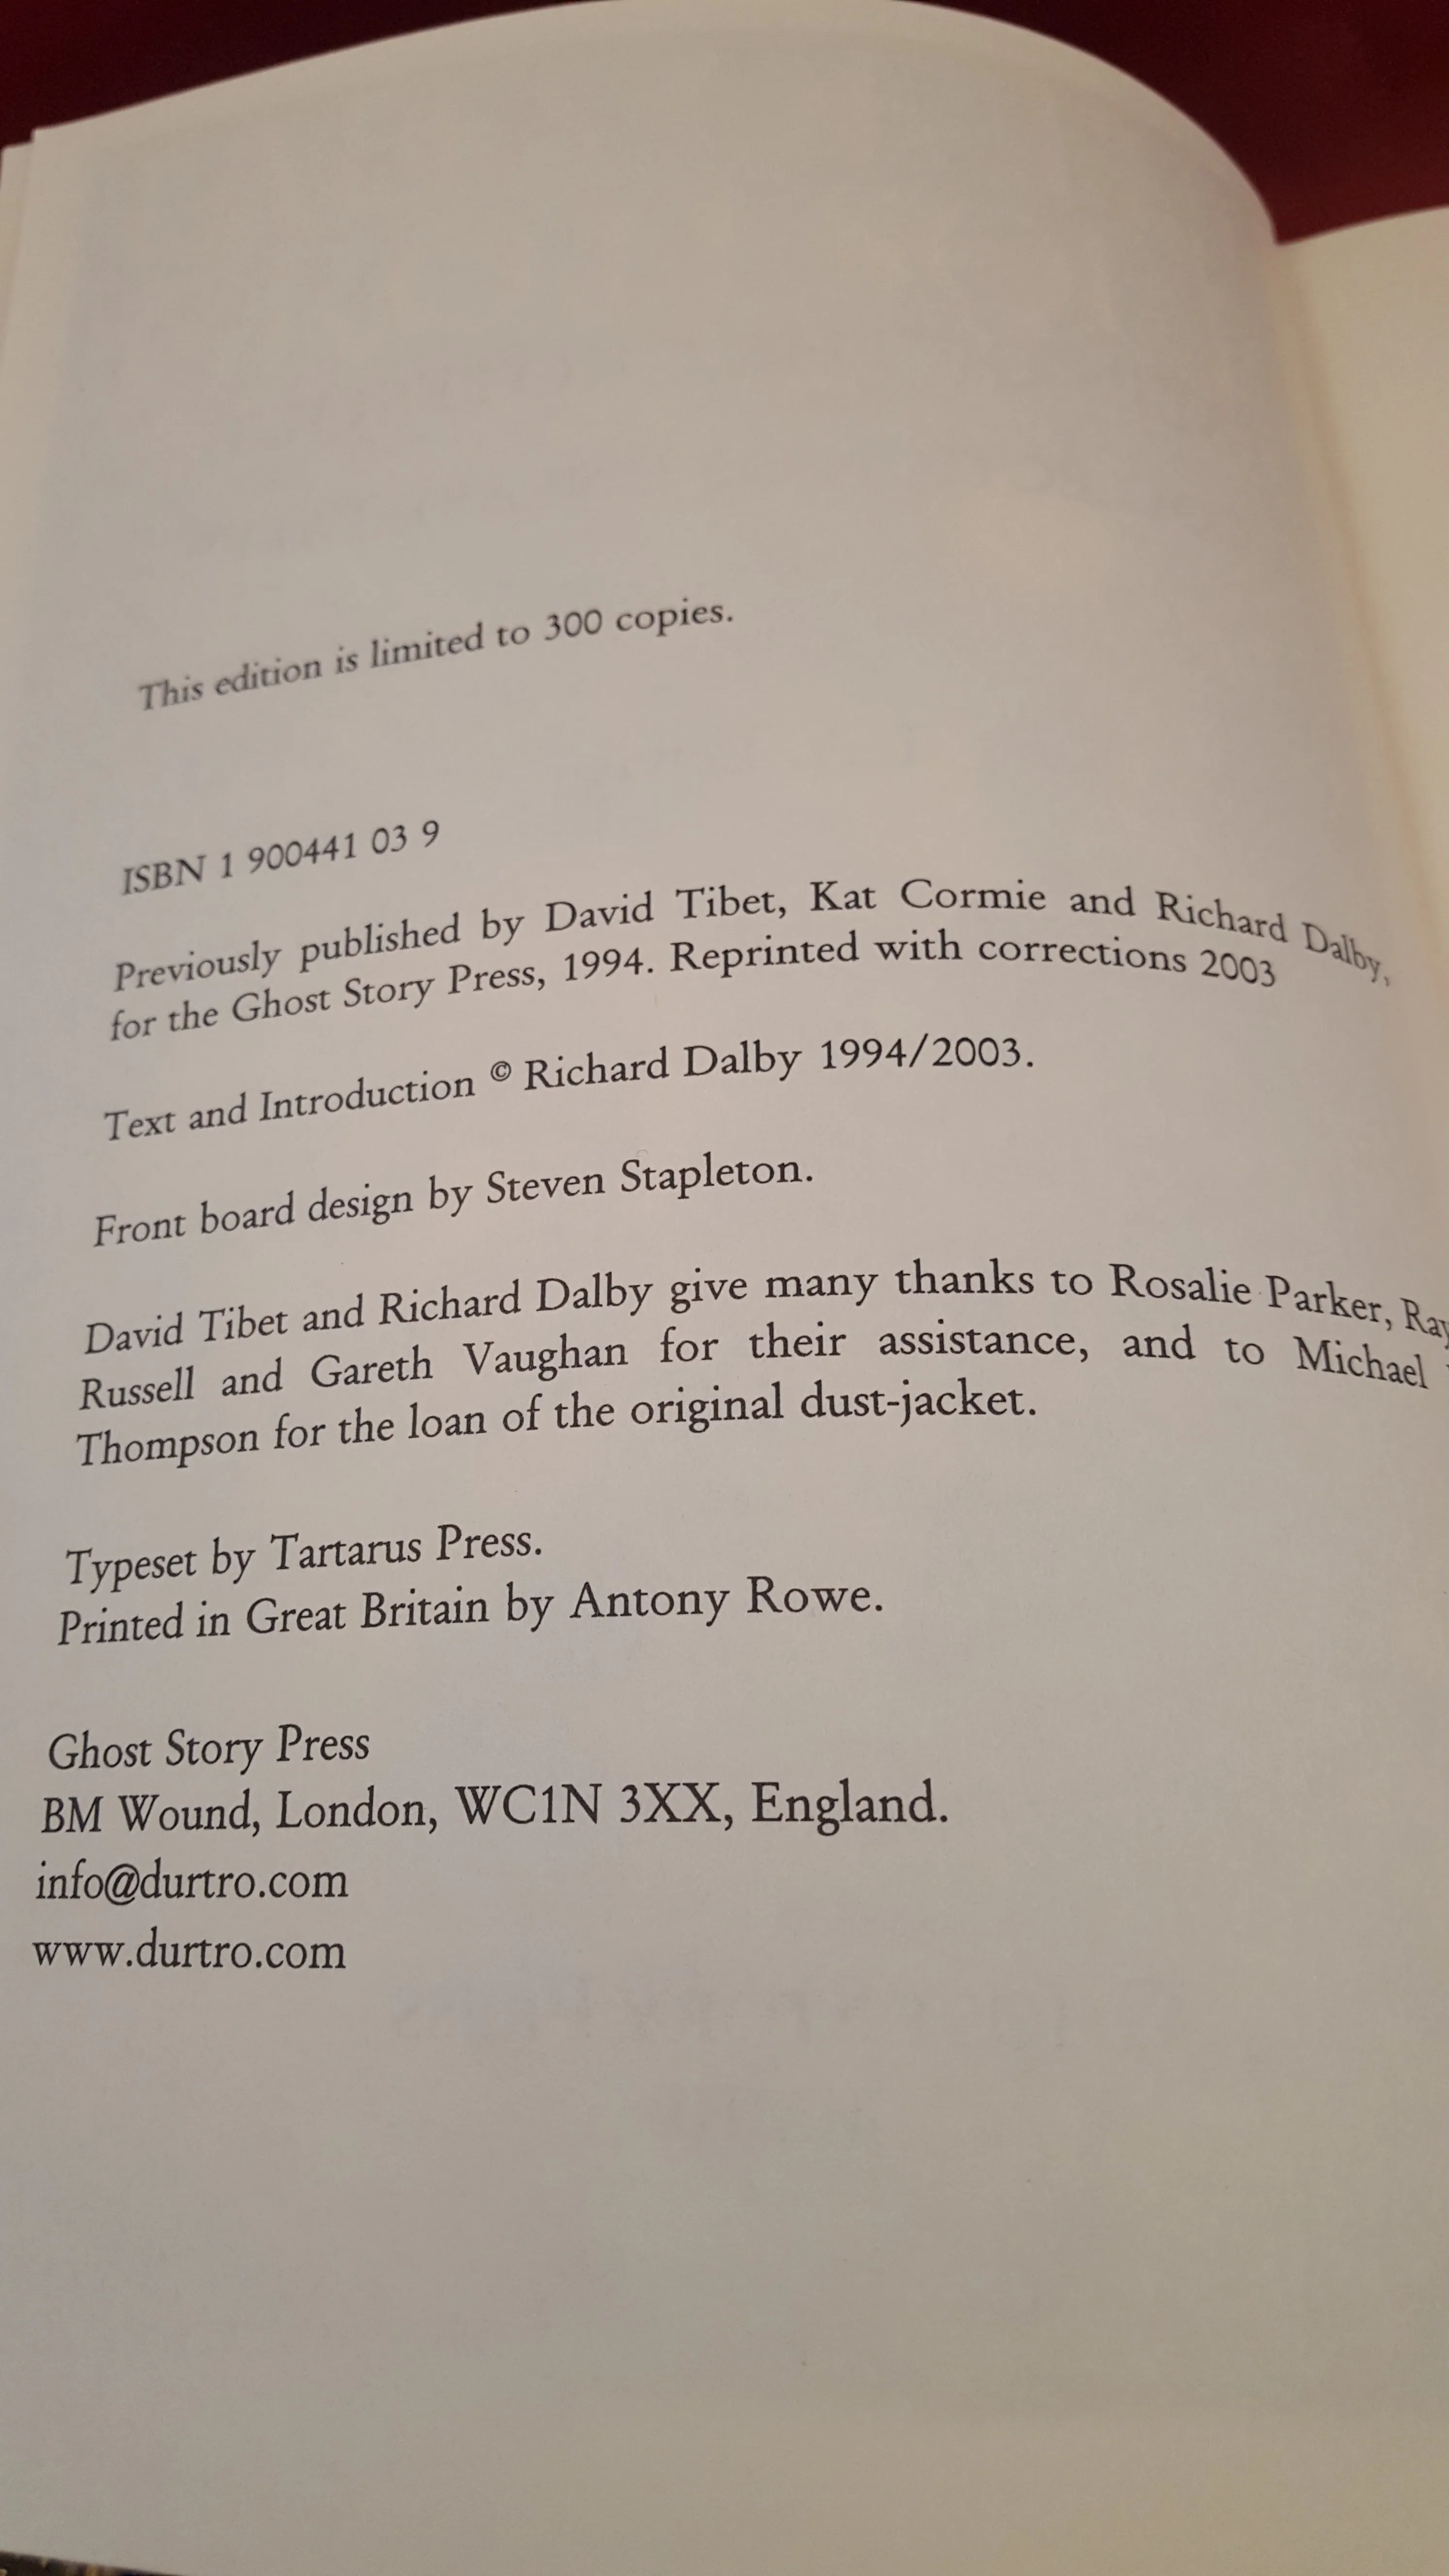 This edition is limited to 300 copies.
ISBN 1 900441 03 9
Previously published by David Tibet, Kat Cormie and Richard Dalby,
for the Ghost Story Press, 1994. Reprinted with corrections 2003
Text and Introduction © Richard Dalby 1994/2003.
Front board design by Steven Stapleton.
David Tibet and Richard Dalby give many thanks to Rosalie Parker, Ray
Russell and Gareth Vaughan for their assistance, and to Michael
Thompson for the loan of the original dust-jacket.
Typeset by Tartarus Press.
Printed in Great Britain by Antony Rowe.
Ghost Story Press
BM Wound, London, WC1N 3XX, England.
info@durtro.com
www.durtro.com